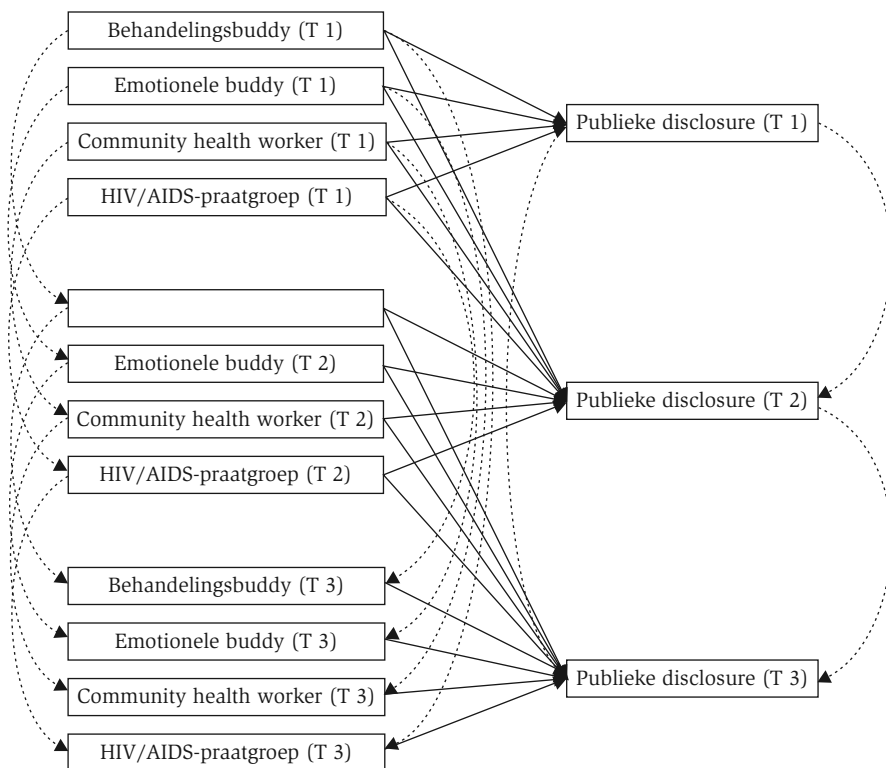 Behandelingsbuddy (T 1)
Emotionele buddy (T 1)
Community health worker (T 1)
HIV/AIDS-praatgroep (T 1)
Publieke disclosure (T 1)
Emotionele buddy (T 2)
Community health worker (T 2)
HIV/AIDS-praatgroep (T 2)
Publieke disclosure (T 2)
Behandelingsbuddy (T 3)
Emotionele buddy (T 3)
Community health worker (T 3)
HIV/AIDS-praatgroep (T 3)
Publieke disclosure (T 3)